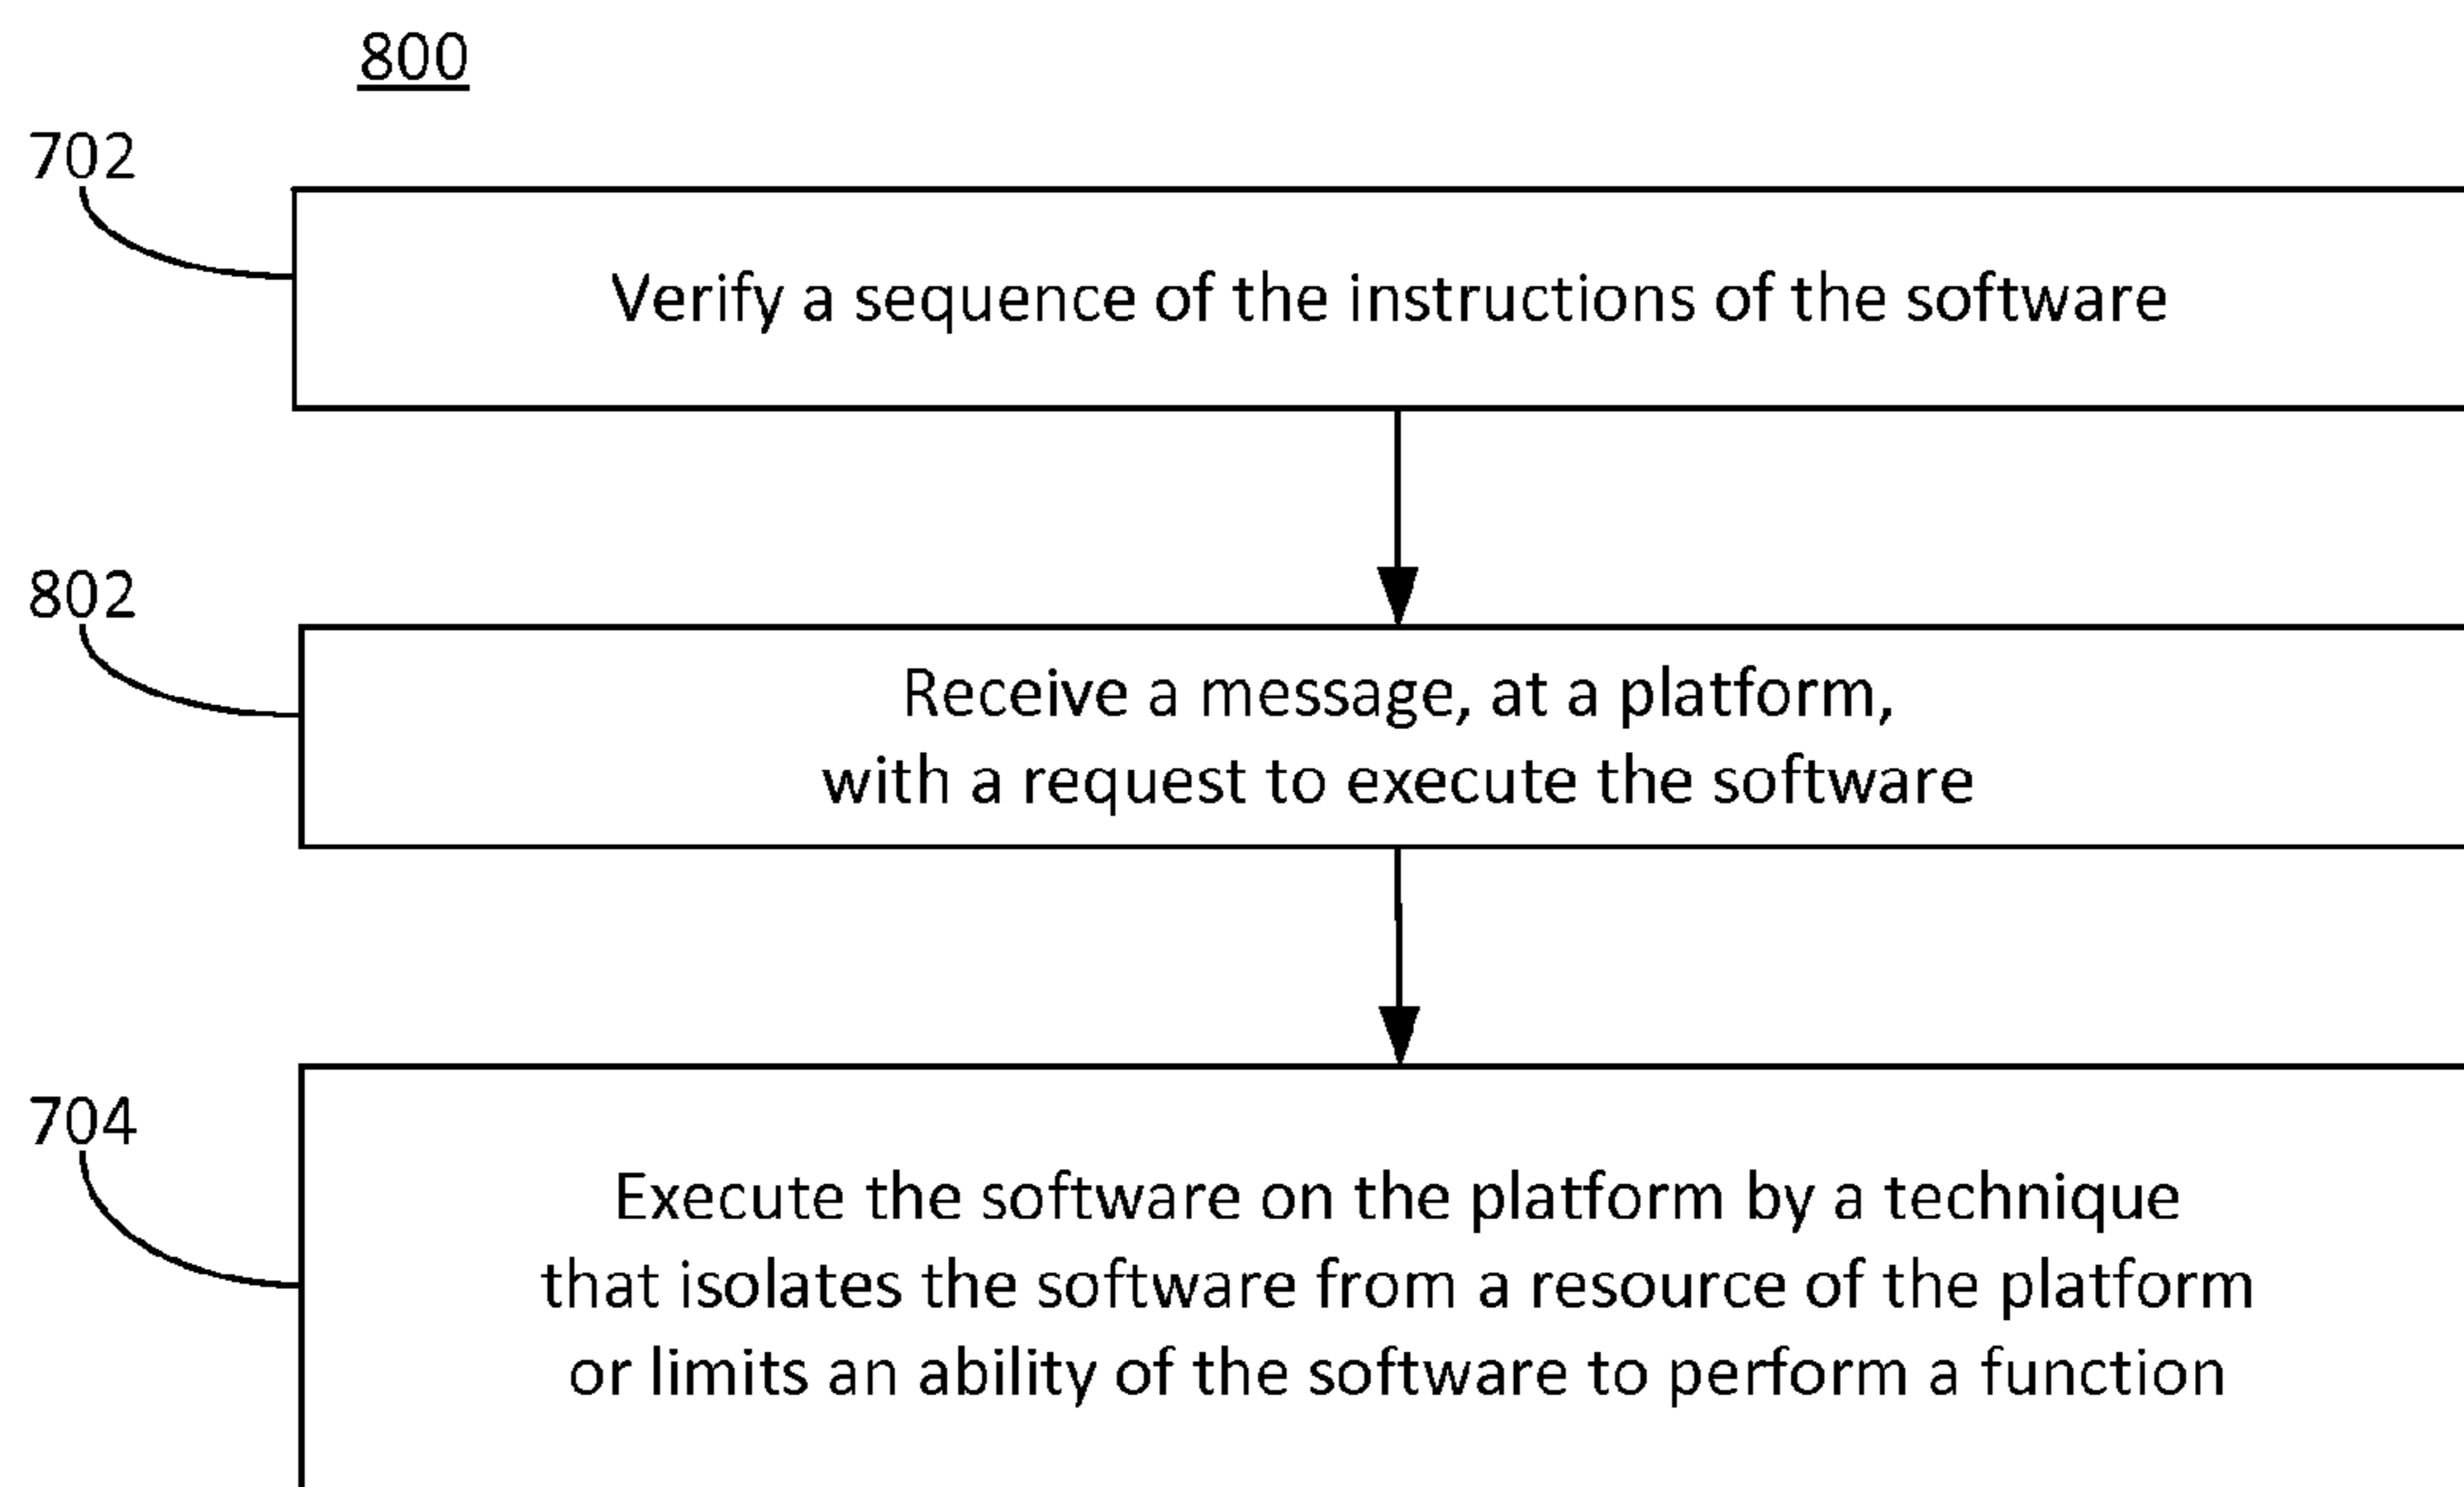 800
702
Verify a sequence of the instructions of the software
802
Receive a message, at a platform,
with a request to execute the software
704
Execute the software on the platform by a technique
that isolates the software from a resource of the platform
or limits an ability of the software to perform a function